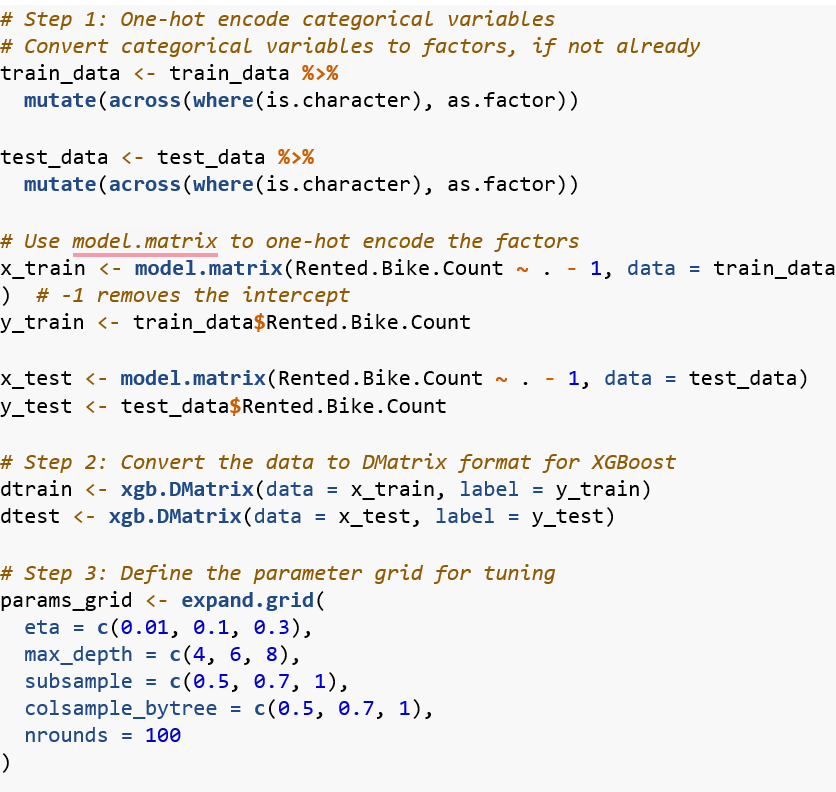 # Step 1: One-hot encode categorical variables
# Convert categorical variables to factors, if not already
train_data <- train_data %>%
  mutate(across(where(is.character), as.factor))

test_data <- test_data %>%
  mutate(across(where(is.character), as.factor))

# Use model.matrix to one-hot encode the factors
x_train <- model.matrix(Rented.Bike.Count ~ . - 1, data = train_data
)  # -1 removes the intercept
y_train <- train_data$Rented.Bike.Count

x_test <- model.matrix(Rented.Bike.Count ~ . - 1, data = test_data)
y_test <- test_data$Rented.Bike.Count

# Step 2: Convert the data to DMatrix format for XGBoost
dtrain <- xgb.DMatrix(data = x_train, label = y_train)
dtest <- xgb.DMatrix(data = x_test, label = y_test)

# Step 3: Define the parameter grid for tuning
params_grid <- expand.grid(
  eta = c(0.01, 0.1, 0.3),
  max_depth = c(4, 6, 8),
  subsample = c(0.5, 0.7, 1),
  colsample_bytree = c(0.5, 0.7, 1),
  nrounds = 100
)